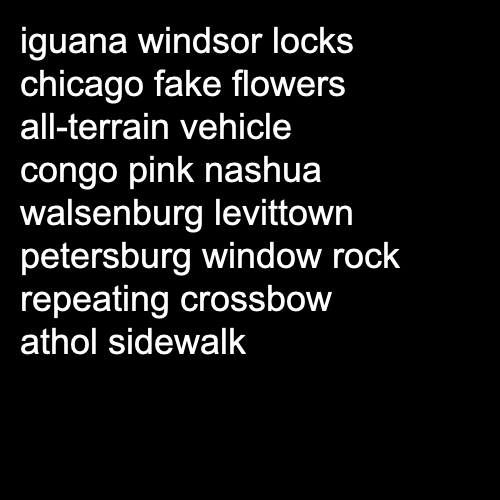 iguana windsor locks
chicago fake flowers
all-terrain vehicle
congo pink nashua
walsenburg levittown
petersburg window rock
repeating crossbow
athol sidewalk